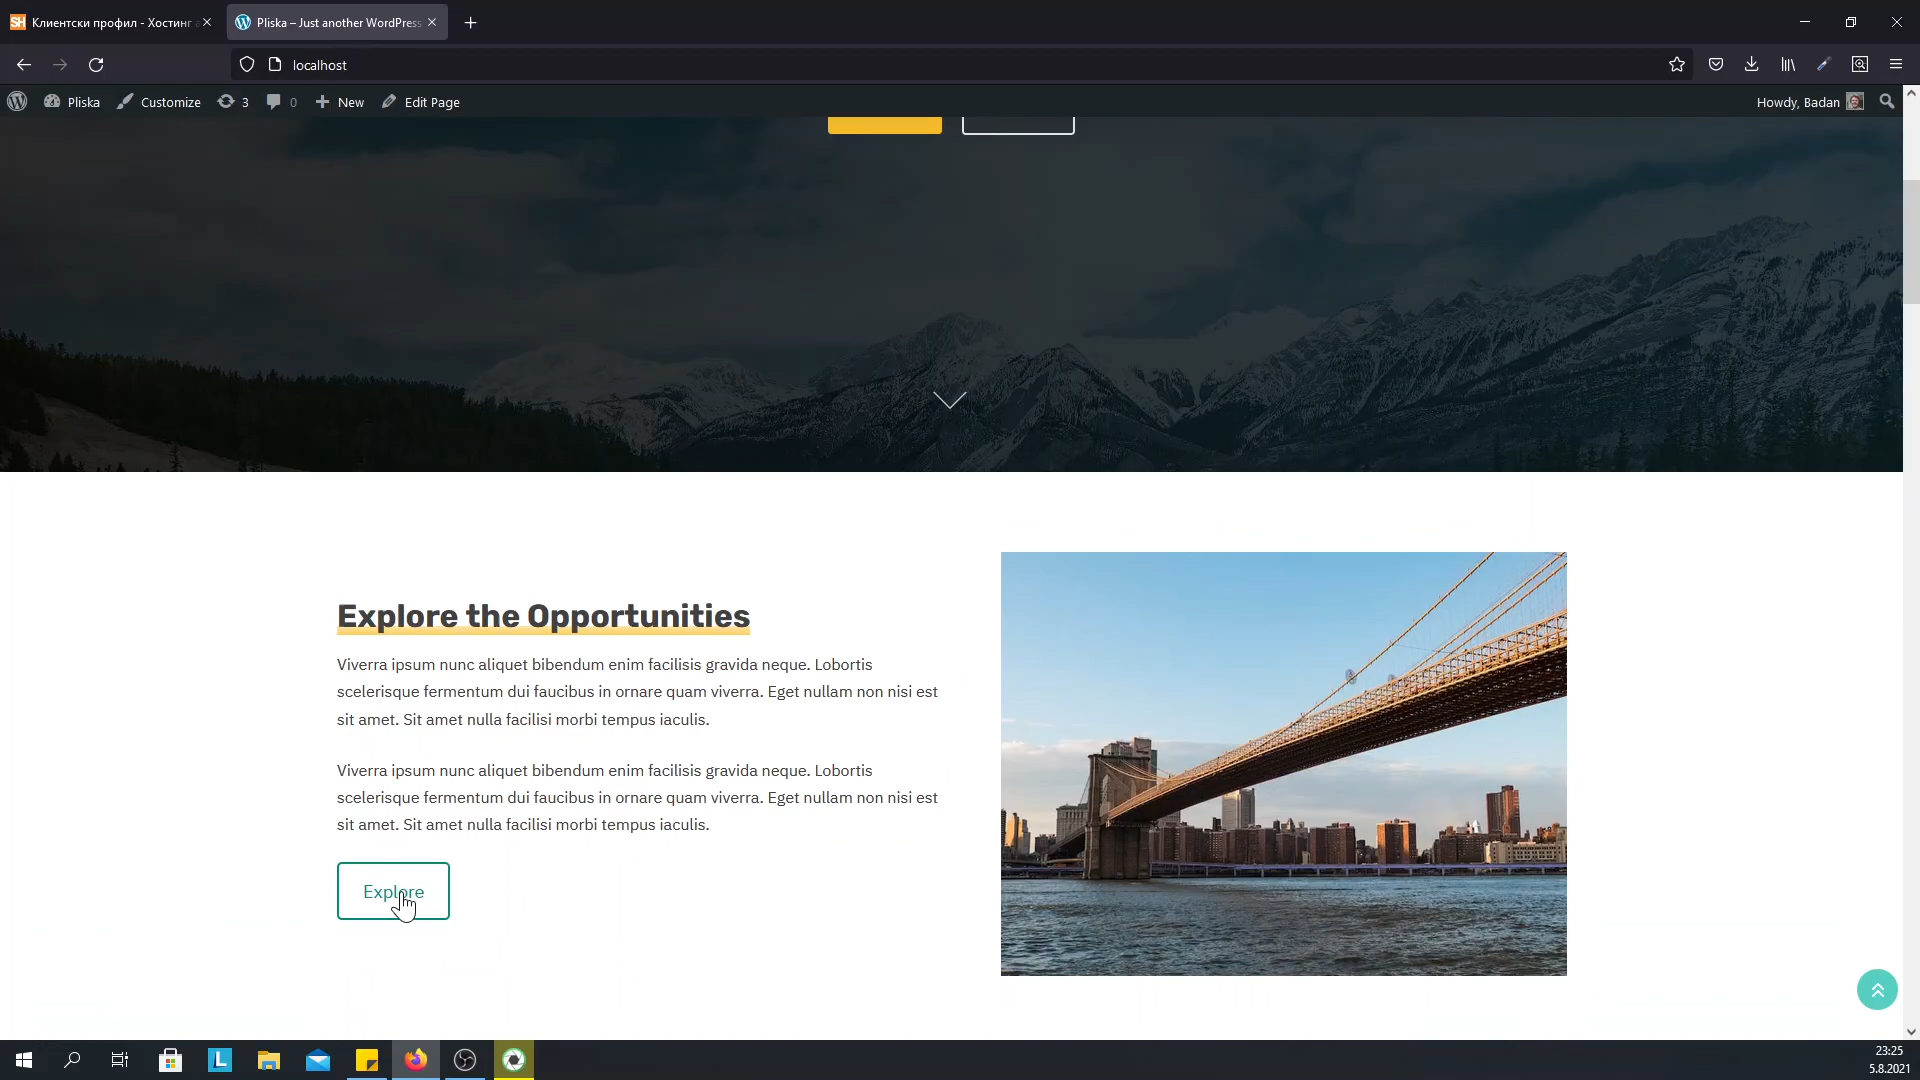 Клиентски профил - Хостинг
Pliska – Just another WordPress
localhost
Pliska
Customize
3
0
New
Edit Page
Howdy, Badan
Explore the Opportunities
Viverra ipsum nunc aliquet bibendum enim facilisis gravida neque. Lobortis
scelerisque fermentum dui faucibus in ornare quam viverra. Eget nullam non nisi est
sit amet. Sit amet nulla facilisi morbi tempus iaculis.
Viverra ipsum nunc aliquet bibendum enim facilisis gravida neque. Lobortis
scelerisque fermentum dui faucibus in ornare quam viverra. Eget nullam non nisi est
sit amet. Sit amet nulla facilisi morbi tempus iaculis.
Explore
23:25
5.8.2021